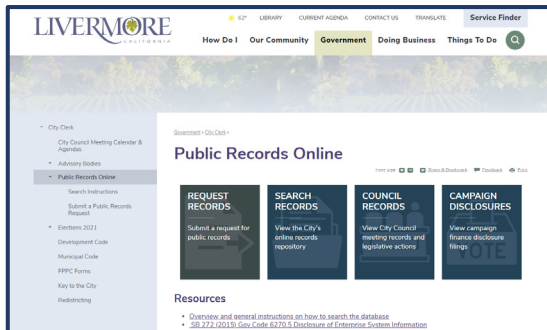 LIVERMORE
CALIFORNIA
62° LIBRARY CURRENT AGENDA CONTACT US TRANSLATE Service Finder
How Do I Our Community Government Doing Business Things To Do
City Clerk
City Council Meeting Calendar &
Agendas
Advisory Bodies
Public Records Online
Search Instructions
Submit a Public Records
Request
Elections 2021
Development Code
Municipal Code
FPPC Forms
Key to the City
Redistricting
Government › City Clerk ›
Public Records Online
Font Size Share & Bookmark Feedback Print
REQUEST
RECORDS
Submit a request for
public records
SEARCH
RECORDS
View the City's
online records
repository
COUNCIL
RECORDS
View City Council
meeting records and
legislative actions
CAMPAIGN
DISCLOSURES
View campaign
finance disclosure
filings
VOTE
Resources
Overview and general instructions on how to search the database
SB 272 (2015) Gov Code 6270.5 Disclosure of Enterprise System Information